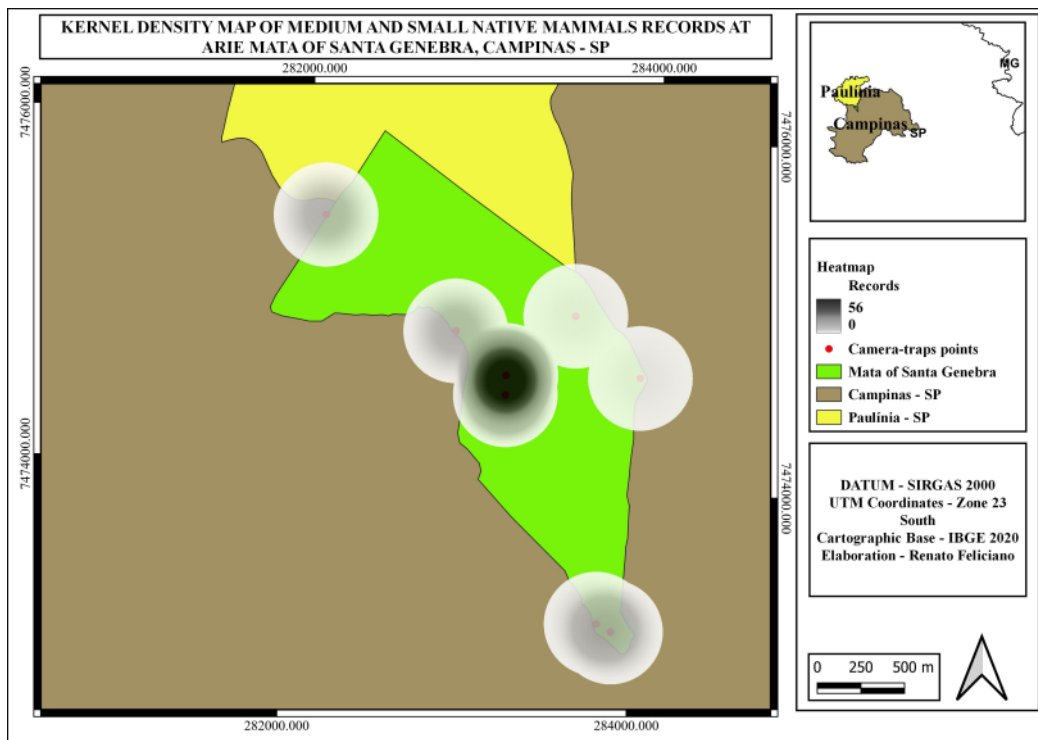 KERNEL DENSITY MAP OF MEDIUM AND SMALL NATIVE MAMMALS RECORDS AT
ARIE MATA OF SANTA GENEBRA, CAMPINAS - SP
282000.000
284000.000
7476000.000
7476000.000
7474000.000
7474000.000
282000.000
284000.000
MG
Paulínia
Campinas
SP
Heatmap
Records
56
0
Camera-traps points
Mata of Santa Genebra
Campinas - SP
Paulínia - SP
DATUM - SIRGAS 2000
UTM Coordinates - Zone 23
South
Cartographic Base - IBGE 2020
Elaboration - Renato Feliciano
0 250 500 m